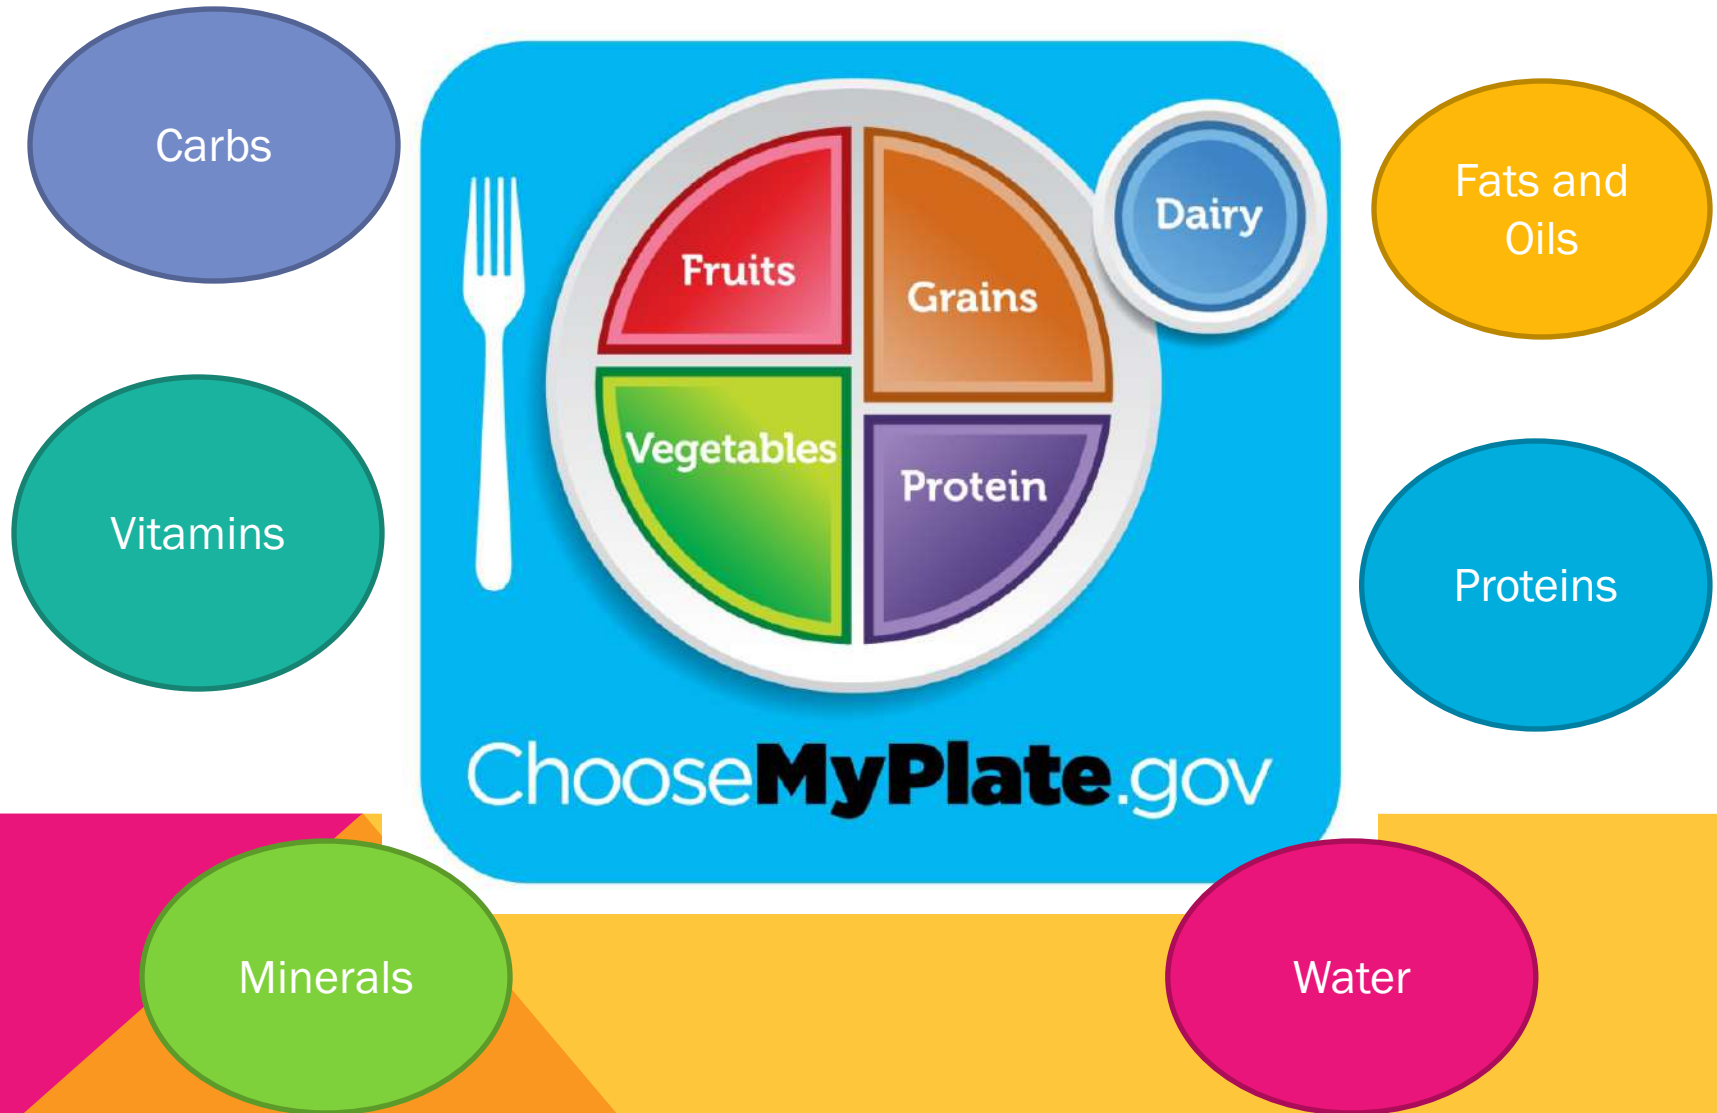 Carbs
Fats and
Oils
Dairy
Fruits
Grains
Vegetables
Protein
Vitamins
Proteins
ChooseMyPlate.gov
Minerals
Water